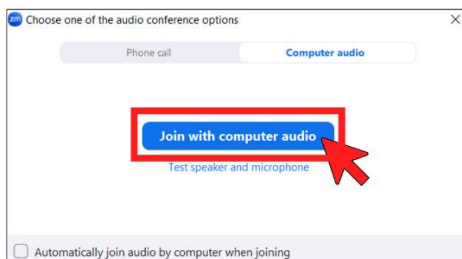 zm Choose one of the audio conference options
Phone call Computer audio
Join with computer audio
Test speaker and microphone
Automatically join audio by computer when joining